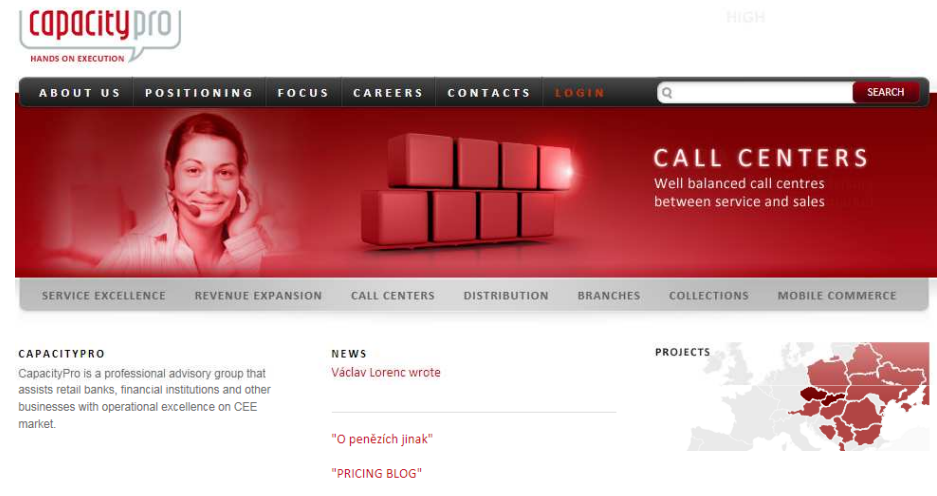 capacitypro
HANDS ON EXECUTION
HIGH
ABOUT US POSITIONING FOCUS CAREERS CONTACTS LOGIN SEARCH
CALL CENTERS
Well balanced call centres
between service and sales
SERVICE EXCELLENCE REVENUE EXPANSION CALL CENTERS DISTRIBUTION BRANCHES COLLECTIONS MOBILE COMMERCE
CAPACITYPRO
CapacityPro is a professional advisory group that
assists retail banks, financial institutions and other
businesses with operational excellence on CEE
market.
NEWS
Václav Lorenc wrote
"O penězích jinak"
"PRICING BLOG"
PROJECTS